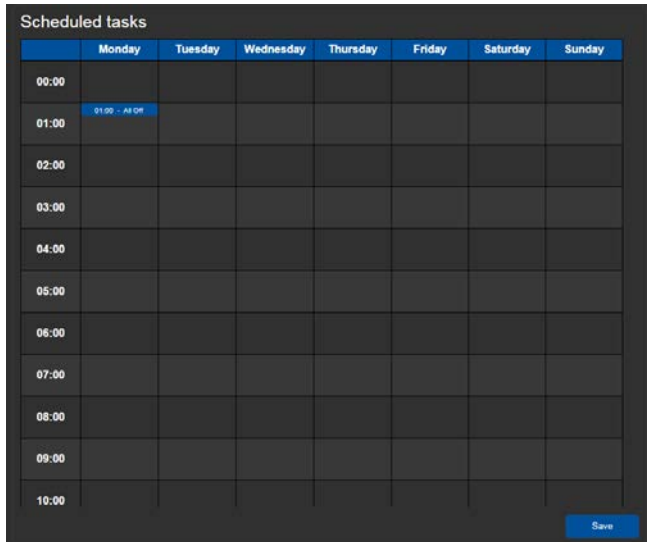 Scheduled tasks
Monday Tuesday Wednesday Thursday Friday Saturday Sunday
00:00
01:00 - All Off
01:00
02:00
03:00
04:00
05:00
06:00
07:00
08:00
09:00
10:00
Save